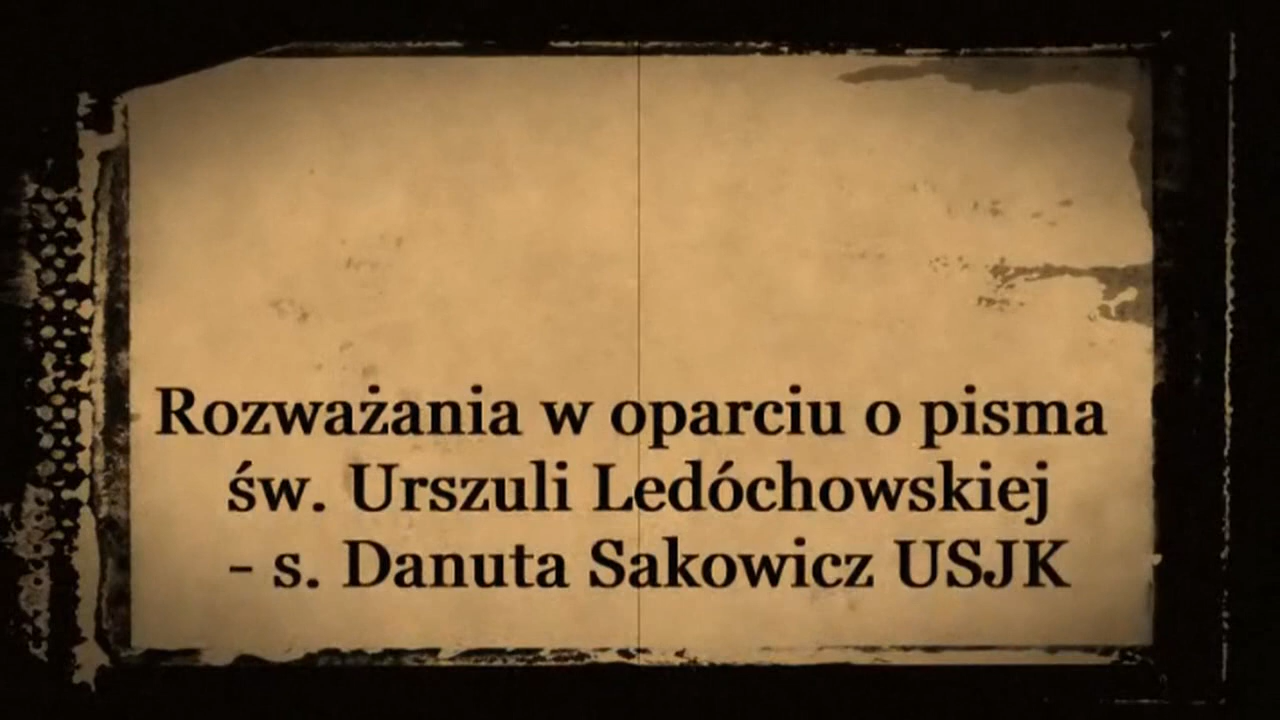 Rozważania w oparciu o pisma
św. Urszuli Ledóchowskiej
- s. Danuta Sakowicz USJK